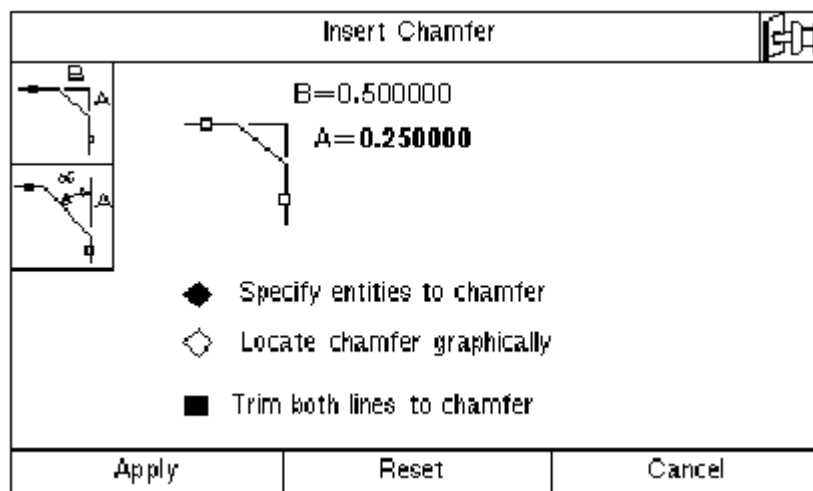 Insert Chamfer
B
A
B=0.500000
A=0.250000
α
A
Specify entities to chamfer
Locate chamfer graphically
Trim both lines to chamfer
Apply Reset Cancel